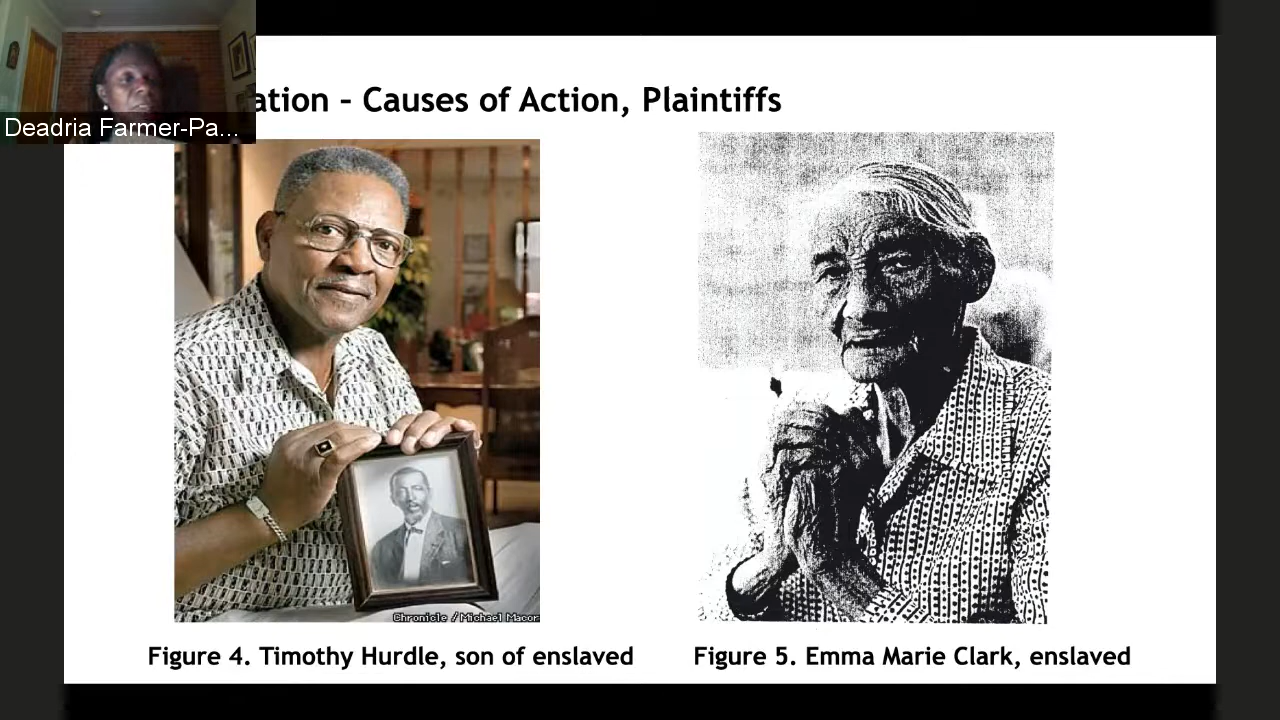 ation – Causes of Action, Plaintiffs
Deadria Farmer-Pa...
Chronicle / Michael Macor
Figure 4. Timothy Hurdle, son of enslaved
Figure 5. Emma Marie Clark, enslaved